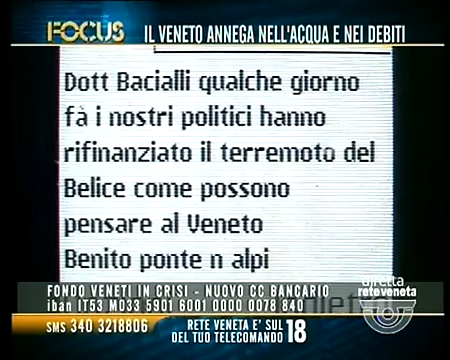 FOCUS IL VENETO ANNEGA NELL'ACQUA E NEI DEBITI
Dott Bacialli qualche giorno
fà i nostri politici hanno
rifinanziato il terremoto del
Belice come possono
pensare al Veneto
Benito ponte n alpi
FONDO VENETI IN CRISI - NUOVO CC BANCARIO
iban IT53 M033 5901 6001 0000 0078 840
diretta
reteveneta
SMS 340 3218806
RETE VENETA E' SUL
DEL TUO TELECOMANDO 18